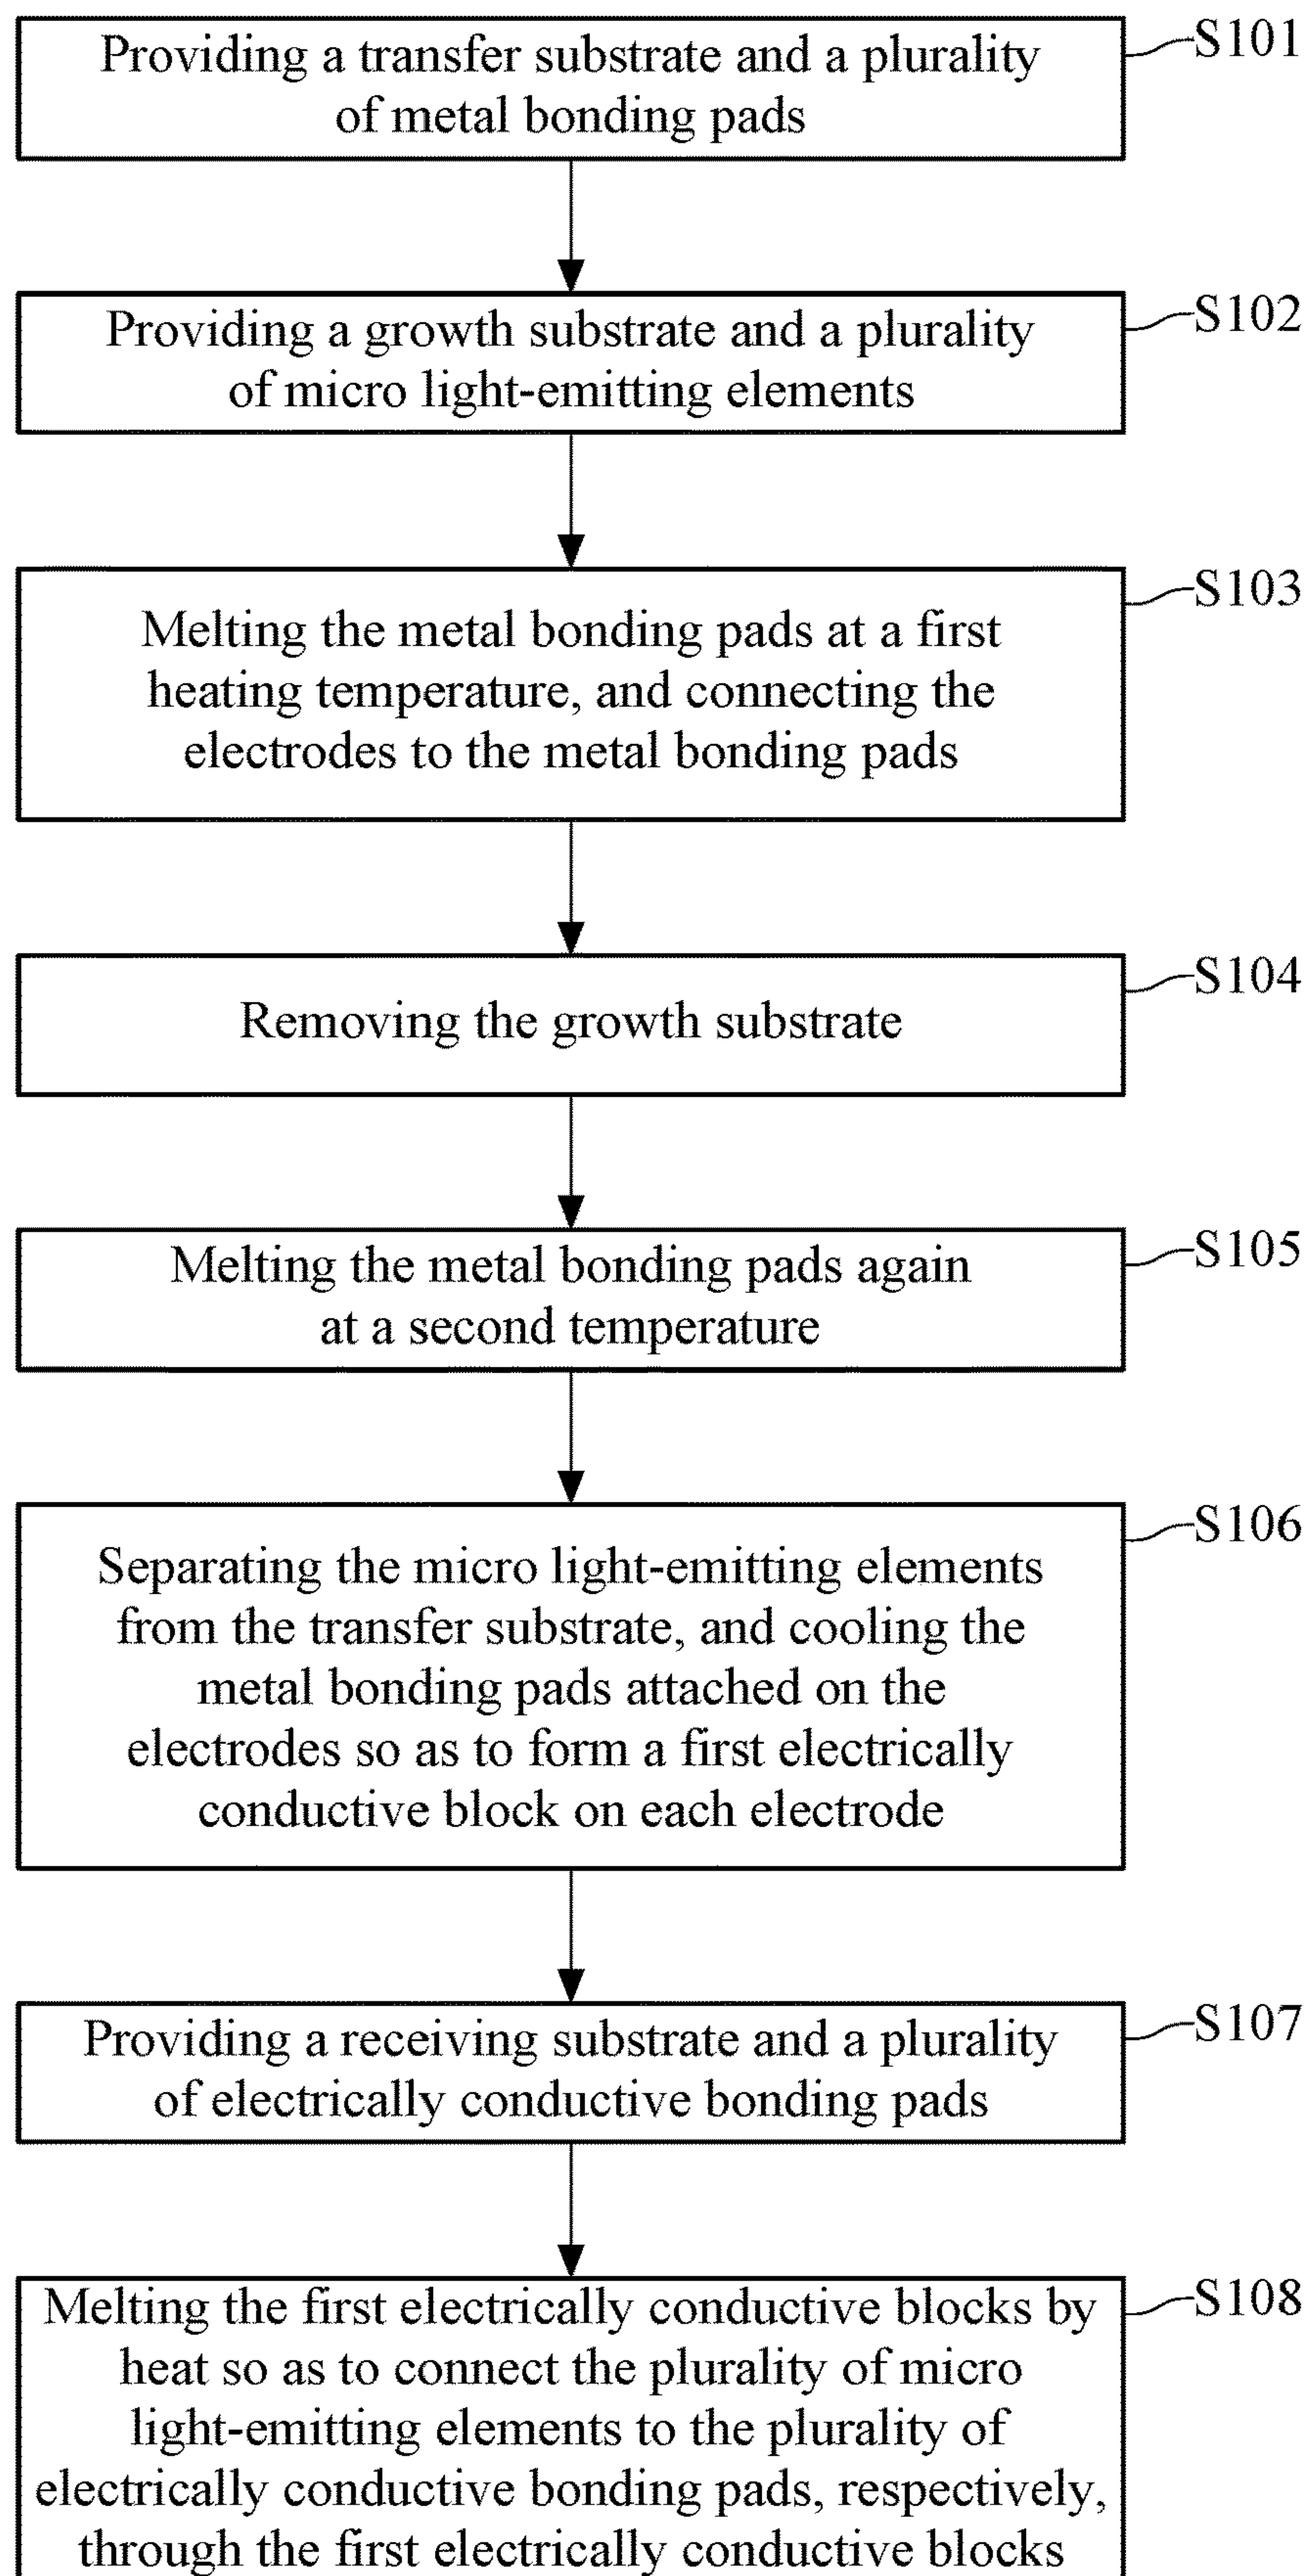 Providing a transfer substrate and a plurality
of metal bonding pads
S101
Providing a growth substrate and a plurality
of micro light-emitting elements
S102
Melting the metal bonding pads at a first
heating temperature, and connecting the
electrodes to the metal bonding pads
S103
Removing the growth substrate
S104
Melting the metal bonding pads again
at a second temperature
S105
Separating the micro light-emitting elements
from the transfer substrate, and cooling the
metal bonding pads attached on the
electrodes so as to form a first electrically
conductive block on each electrode
S106
Providing a receiving substrate and a plurality
of electrically conductive bonding pads
S107
Melting the first electrically conductive blocks by
heat so as to connect the plurality of micro
light-emitting elements to the plurality of
electrically conductive bonding pads, respectively,
through the first electrically conductive blocks
S108